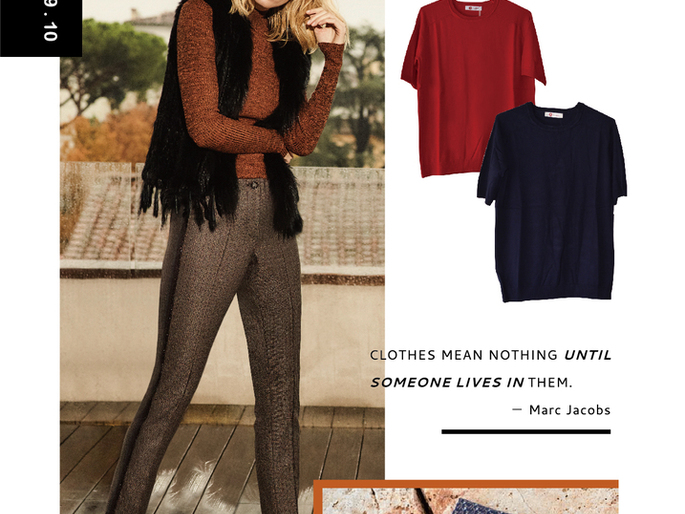 9.10
CLOTHES MEAN NOTHING UNTIL
SOMEONE LIVES IN THEM.
— Marc Jacobs